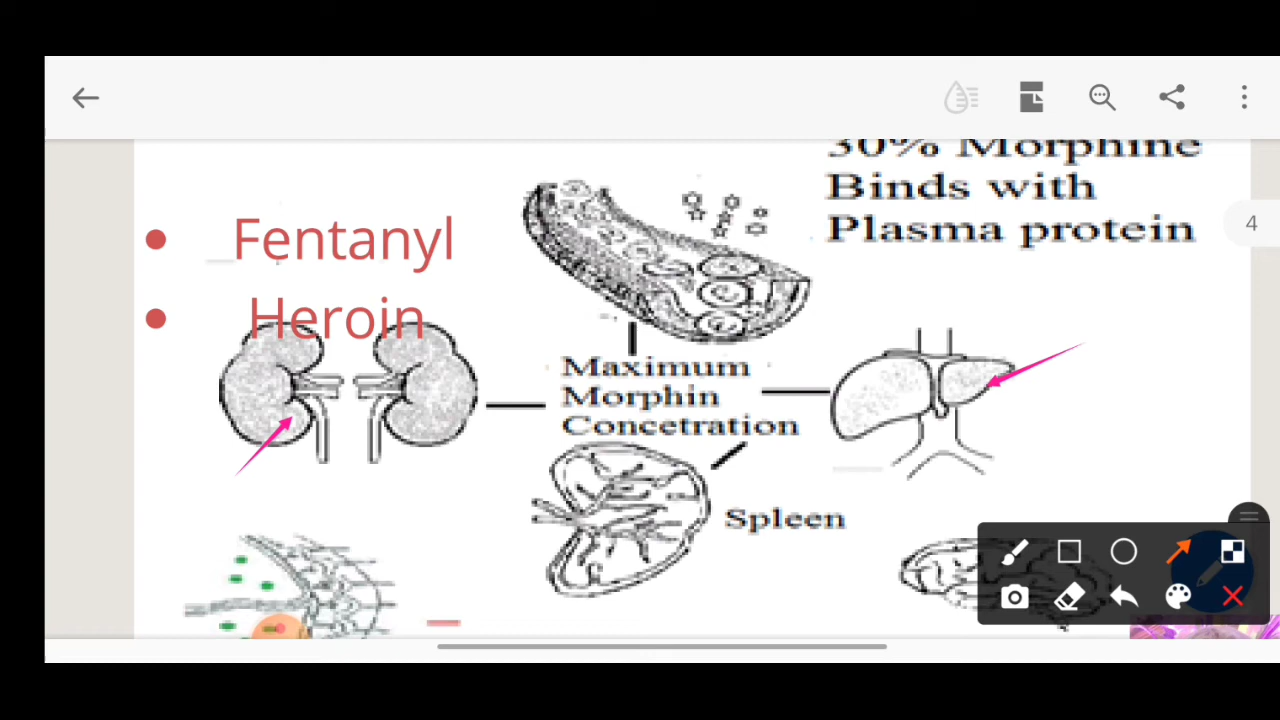 30% Morphine
Binds with
Plasma protein
4
• Fentanyl
• Heroin
Maximum
Morphin
Concetration
Spleen